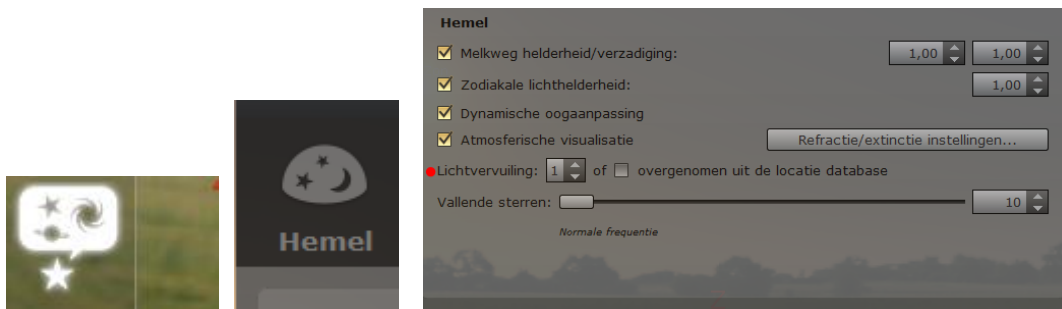 Hemel
Hemel
Melkweg helderheid/verzadiging: 1,00 1,00
Zodiakale lichthelderheid: 1,00
Dynamische oogaanpassing
Atmosferische visualisatie Refractie/extinctie instellingen...
Lichtvervuiling: 1 of overgenomen uit de locatie database
Vallende sterren: 10
Normale frequentie